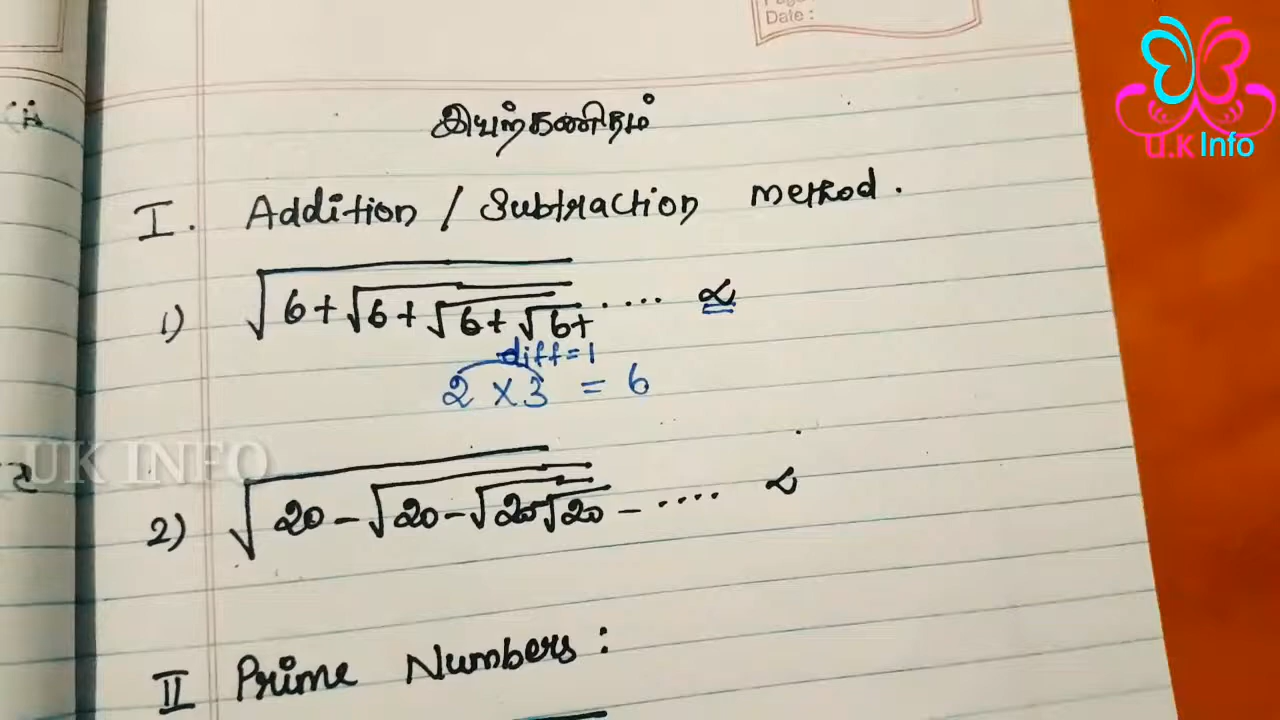 Date :
U.K Info
இயற்கணிதம்
I. Addition / Subtraction method.
1) √6+√6+√6+√6+ ..... ∝
diff=1
2 × 3 = 6
UK INFO
2) √20-√20-√20-√20- .... ∝
II Prime Numbers :